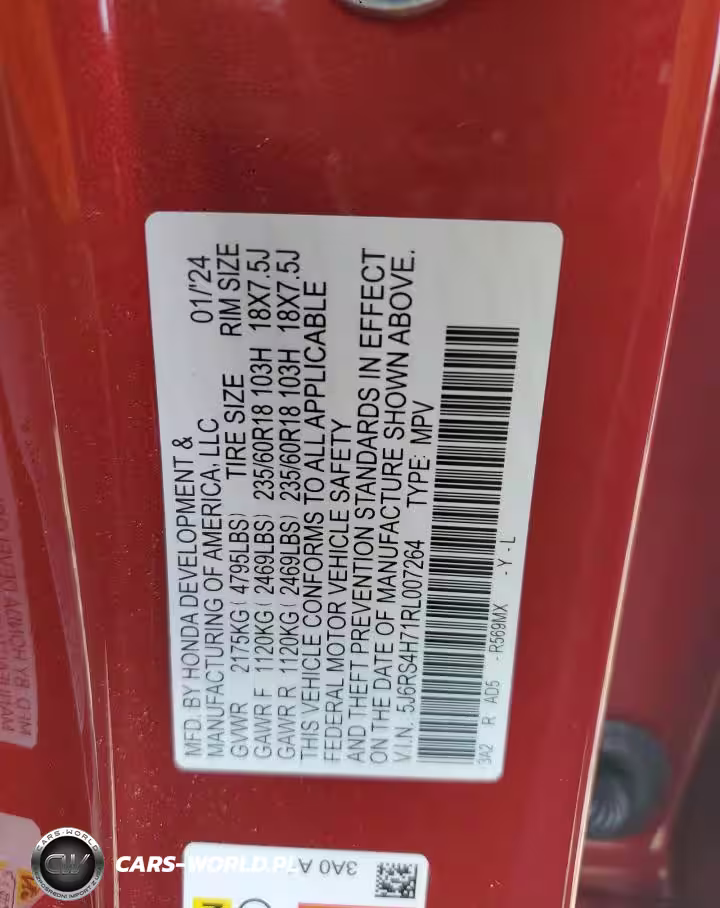 MFD. BY HONDA DEVELOPMENT &
MANUFACTURING OF AMERICA, LLC 01/'24
GVWR 2175KG ( 4795LBS) TIRE SIZE RIM SIZE
GAWR F 1120KG ( 2469LBS) 235/60R18 103H 18X7.5J
GAWR R 1120KG ( 2469LBS) 235/60R18 103H 18X7.5J
THIS VEHICLE CONFORMS TO ALL APPLICABLE
FEDERAL MOTOR VEHICLE SAFETY
AND THEFT PREVENTION STANDARDS IN EFFECT
ON THE DATE OF MANUFACTURE SHOWN ABOVE.
V.I.N. 5J6RS4H71RL007264 TYPE: MPV
3A2 R AD5 - R569MX - Y - L
3A0 A
CARS-WORLD
CW
CARS-WORLD.PL